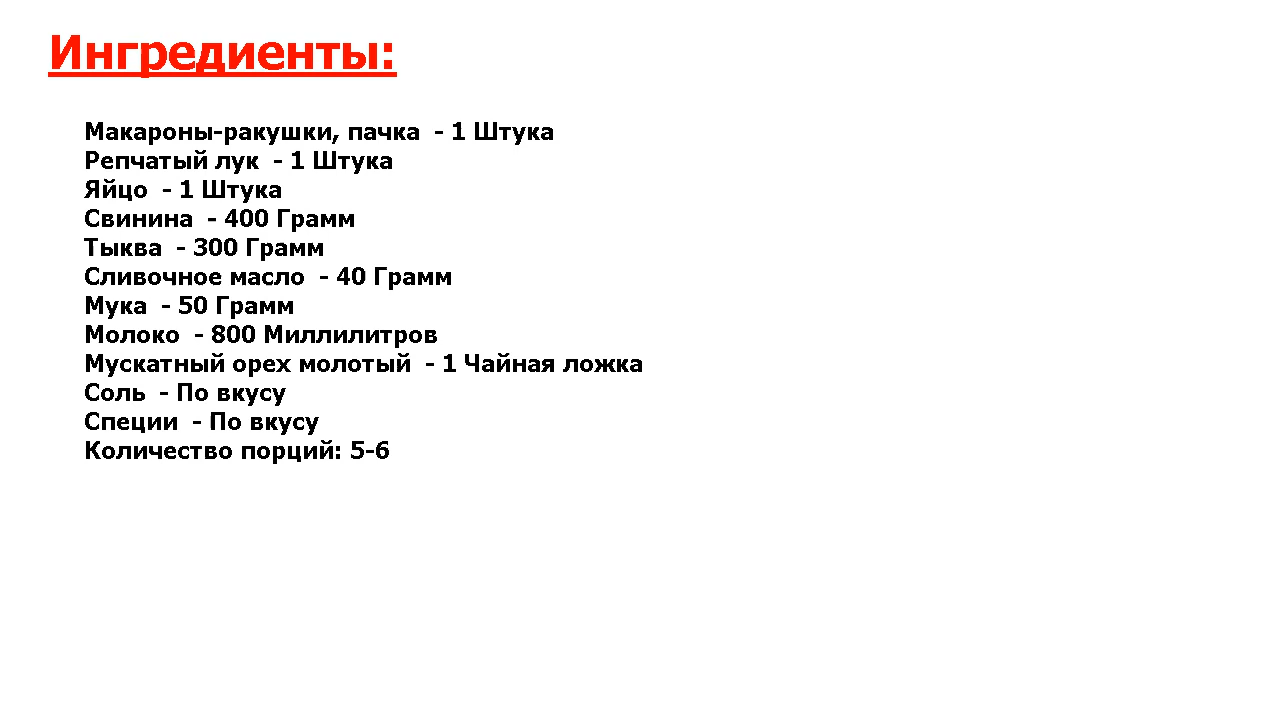 Ингредиенты:
Макароны-ракушки, пачка - 1 Штука
Репчатый лук - 1 Штука
Яйцо - 1 Штука
Свинина - 400 Грамм
Тыква - 300 Грамм
Сливочное масло - 40 Грамм
Мука - 50 Грамм
Молоко - 800 Миллилитров
Мускатный орех молотый - 1 Чайная ложка
Соль - По вкусу
Специи - По вкусу
Количество порций: 5-6